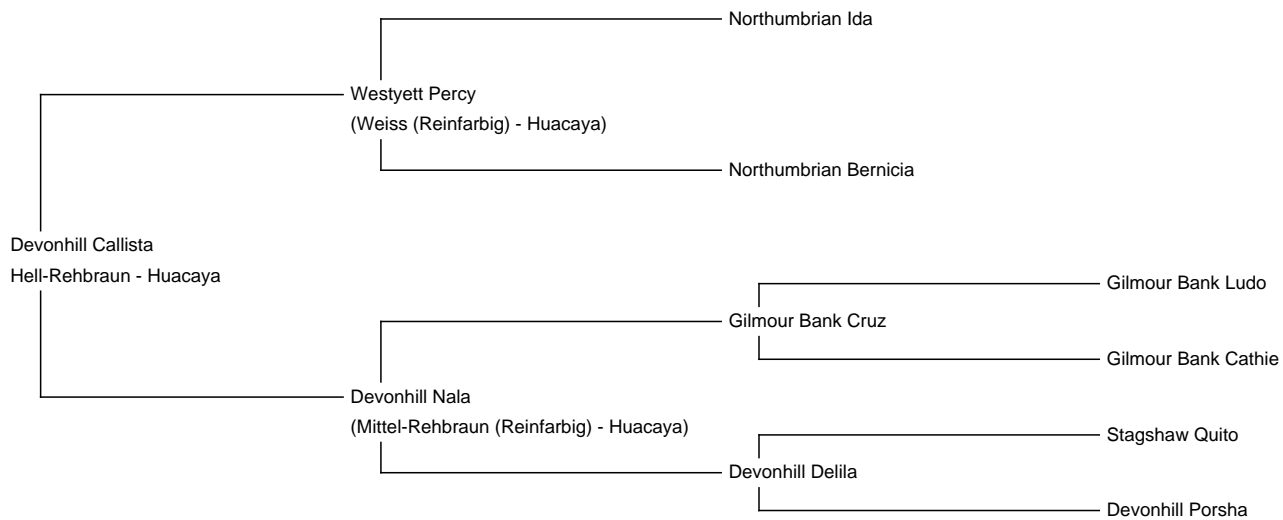 Northumbrian Ida
Westyett Percy
(Weiss (Reinfarbig) - Huacaya)
Northumbrian Bernicia
Devonhill Callista
Hell-Rehbraun - Huacaya
Gilmour Bank Ludo
Gilmour Bank Cruz
Gilmour Bank Cathie
Devonhill Nala
(Mittel-Rehbraun (Reinfarbig) - Huacaya)
Stagshaw Quito
Devonhill Delila
Devonhill Porsha